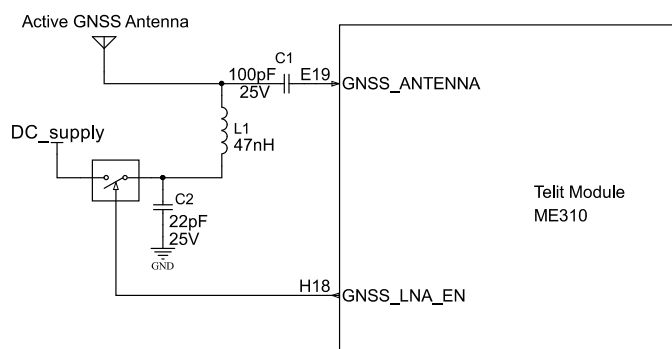 Active GNSS Antenna
C1
100pF
25V
E19
GNSS_ANTENNA
L1
47nH
DC_supply
C2
22pF
25V
GND
Telit Module
ME310
H18
GNSS_LNA_EN